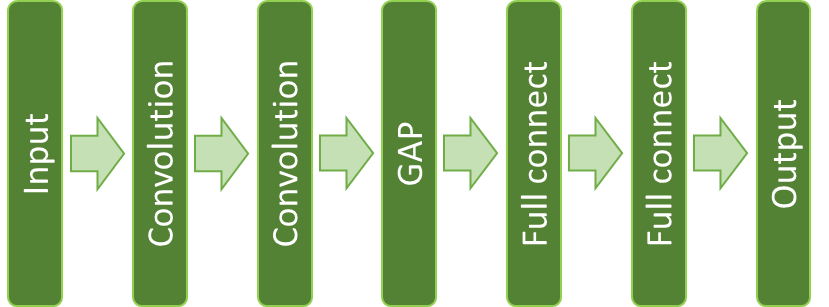 Input
Convolution
Convolution
GAP
Full connect
Full connect
Output